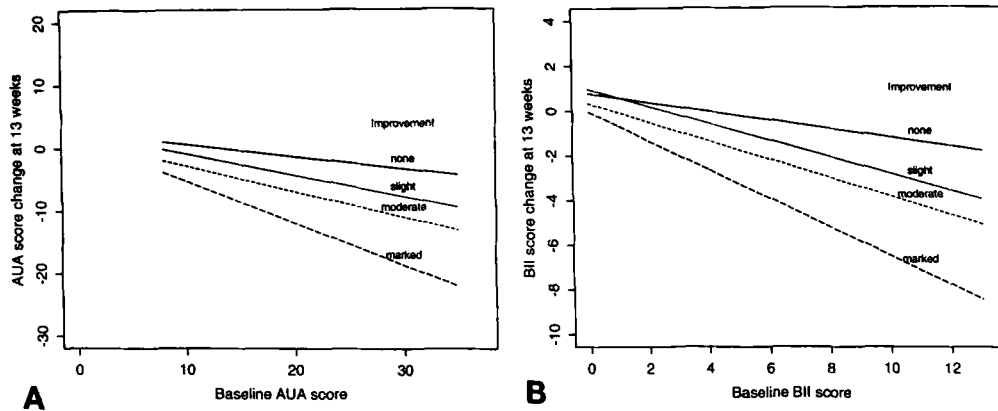 AUA score change at 13 weeks
20
10
0
-10
-20
-30
Improvement
none
slight
moderate
marked
0
10
20
30
Baseline AUA score
A
BII score change at 13 weeks
4
2
0
-2
-4
-6
-8
-10
Improvement
none
slight
moderate
marked
0
2
4
6
8
10
12
Baseline BII score
B